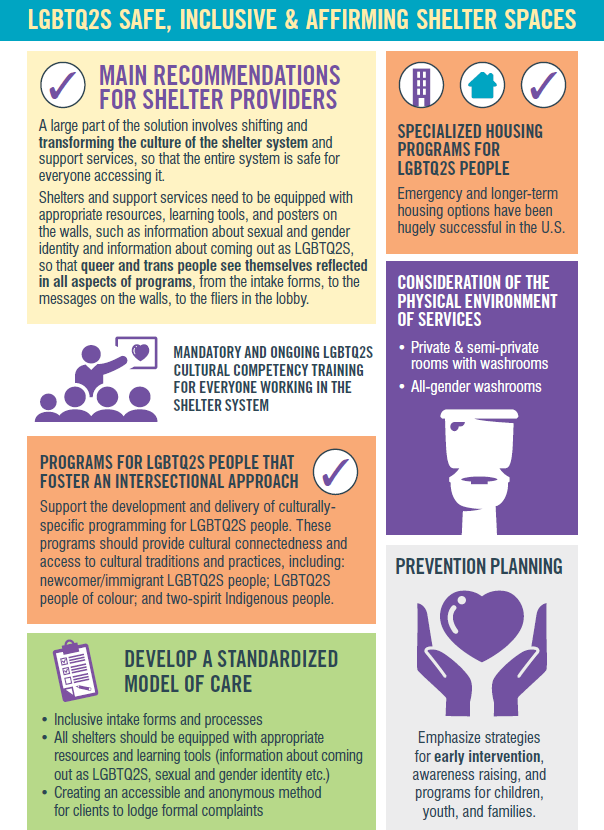 LGBTQ2S SAFE, INCLUSIVE & AFFIRMING SHELTER SPACES
MAIN RECOMMENDATIONS
FOR SHELTER PROVIDERS
A large part of the solution involves shifting and
transforming the culture of the shelter system and
support services, so that the entire system is safe for
everyone accessing it.
Shelters and support services need to be equipped with
appropriate resources, learning tools, and posters on
the walls, such as information about sexual and gender
identity and information about coming out as LGBTQ2S,
so that queer and trans people see themselves reflected
in all aspects of programs, from the intake forms, to the
messages on the walls, to the fliers in the lobby.
MANDATORY AND ONGOING LGBTQ2S
CULTURAL COMPETENCY TRAINING
FOR EVERYONE WORKING IN THE
SHELTER SYSTEM
PROGRAMS FOR LGBTQ2S PEOPLE THAT
FOSTER AN INTERSECTIONAL APPROACH
Support the development and delivery of culturally-
specific programming for LGBTQ2S people. These
programs should provide cultural connectedness and
access to cultural traditions and practices, including:
newcomer/immigrant LGBTQ2S people; LGBTQ2S
people of colour; and two-spirit Indigenous people.
DEVELOP A STANDARDIZED
MODEL OF CARE
• Inclusive intake forms and processes
• All shelters should be equipped with appropriate
resources and learning tools (information about coming
out as LGBTQ2S, sexual and gender identity etc.)
• Creating an accessible and anonymous method
for clients to lodge formal complaints
SPECIALIZED HOUSING
PROGRAMS FOR
LGBTQ2S PEOPLE
Emergency and longer-term
housing options have been
hugely successful in the U.S.
CONSIDERATION OF THE
PHYSICAL ENVIRONMENT
OF SERVICES
• Private & semi-private
rooms with washrooms
• All-gender washrooms
PREVENTION PLANNING
Emphasize strategies
for early intervention,
awareness raising, and
programs for children,
youth, and families.